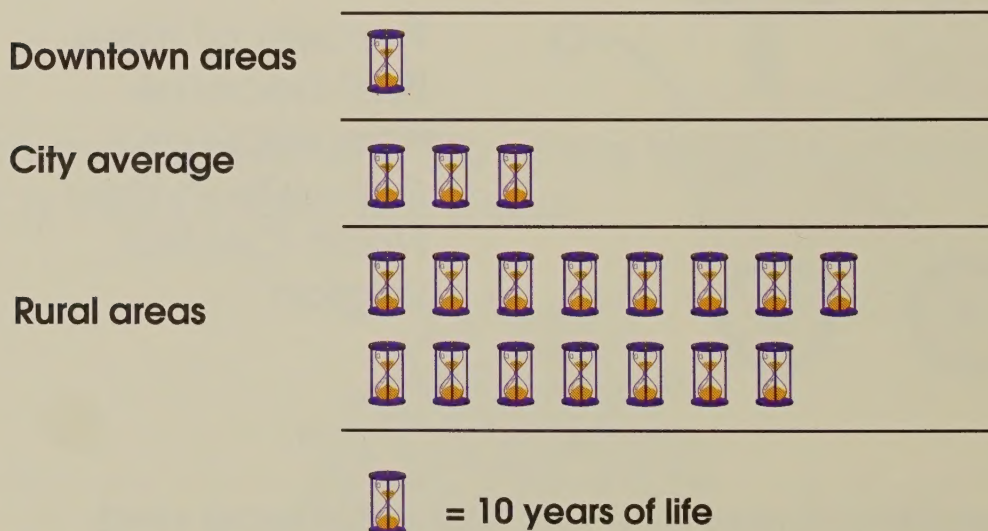 Downtown areas
City average
Rural areas
= 10 years of life